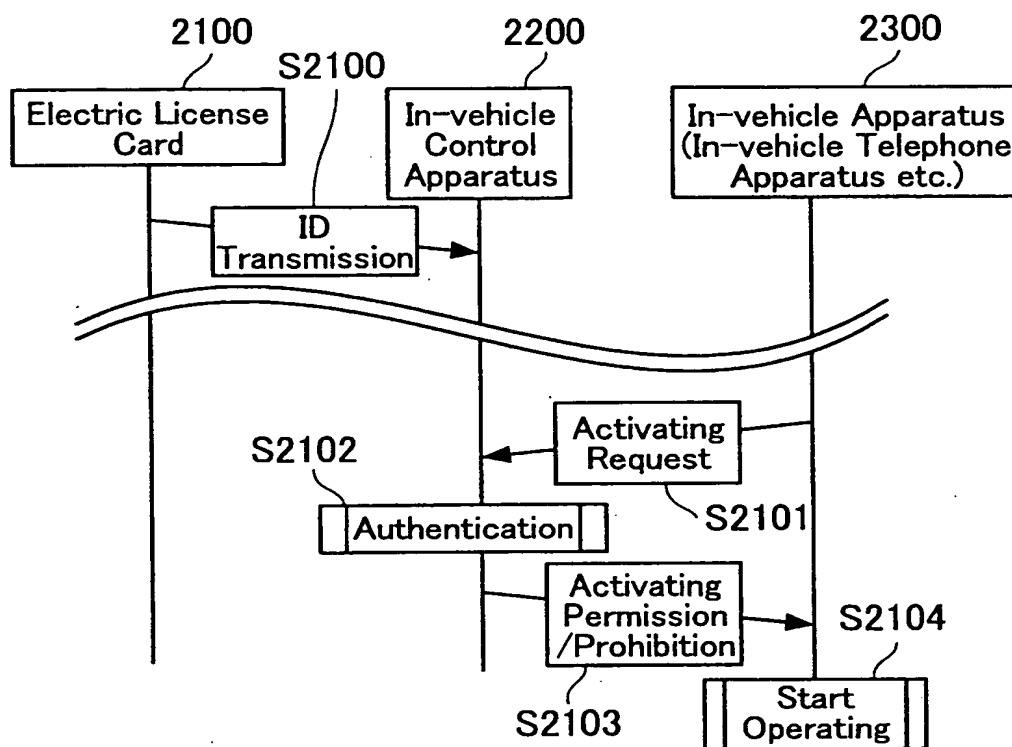 2100
2200
2300
S2100
Electric License
Card
In-vehicle
Control
Apparatus
In-vehicle Apparatus
(In-vehicle Telephone
Apparatus etc.)
ID
Transmission
Activating
Request
S2102
S2101
Authentication
Activating
Permission
/Prohibition
S2104
S2103
Start
Operating